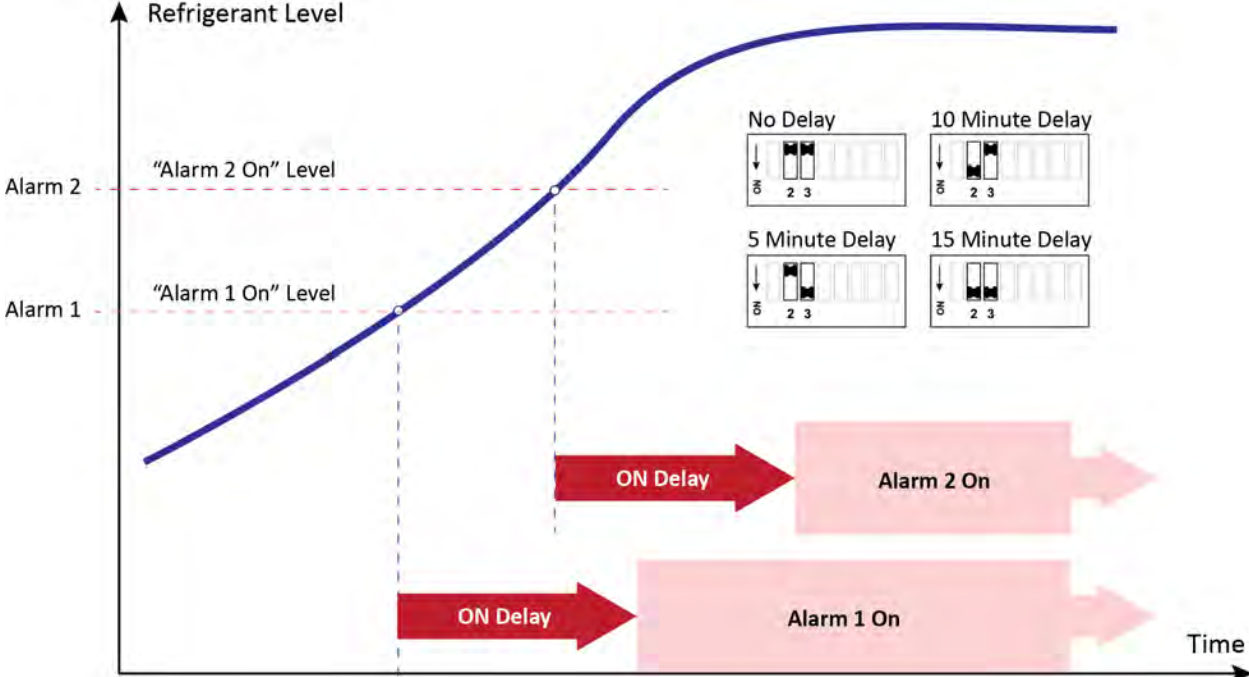 Refrigerant Level
No Delay
10 Minute Delay
ON
2 3
ON
2 3
"Alarm 2 On" Level
Alarm 2
5 Minute Delay
15 Minute Delay
ON
2 3
ON
2 3
"Alarm 1 On" Level
Alarm 1
ON Delay
Alarm 2 On
ON Delay
Alarm 1 On
Time